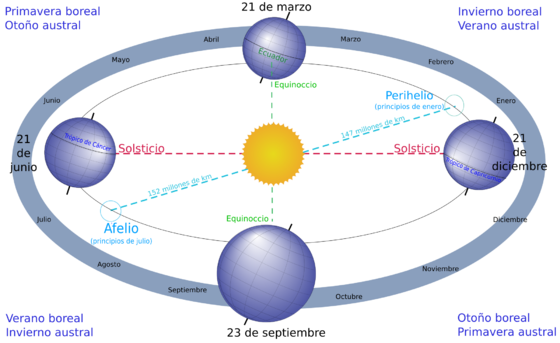 Primavera boreal
Otoño austral
21 de marzo
Invierno boreal
Verano austral
Abril
Marzo
Ecuador
Mayo
Febrero
Equinoccio
Perihelio
(principios de enero)
Junio
Enero
147 millones de km
21
de
junio
Trópico de Cáncer
Solsticio
Solsticio
21
de
diciembre
Trópico de Capricornio
152 millones de km
Equinoccio
Julio
Afelio
(principios de julio)
Diciembre
Agosto
Noviembre
Septiembre
Octubre
Verano boreal
Invierno austral
23 de septiembre
Otoño boreal
Primavera austral